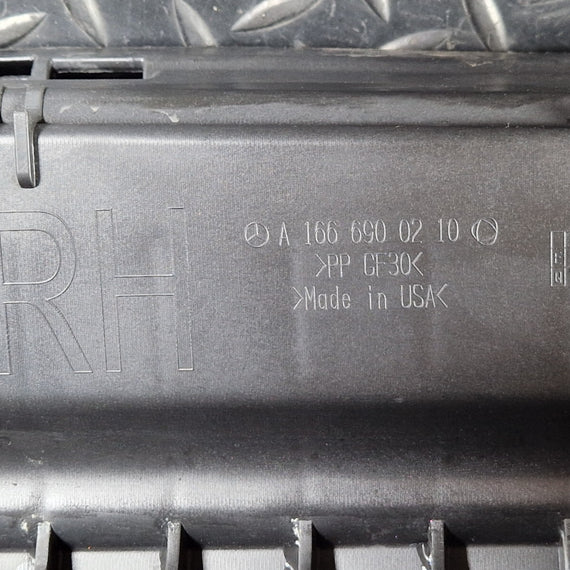 RH
A 166 690 02 10
>PP GF30<
>Made in USA<